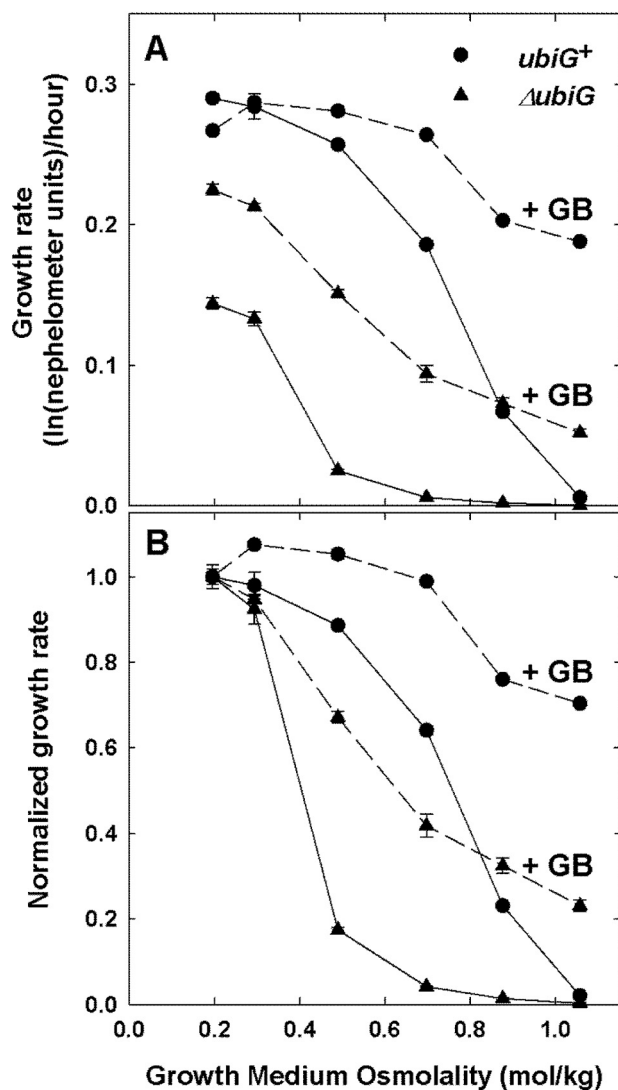 A
ubiG+
ΔubiG
0.3
0.2
0.1
0.0
Growth rate
(ln(nephelometer units)/hour)
+ GB
+ GB
B
1.0
0.8
0.6
0.4
0.2
0.0
Normalized growth rate
+ GB
+ GB
0.0 0.2 0.4 0.6 0.8 1.0
Growth Medium Osmolality (mol/kg)